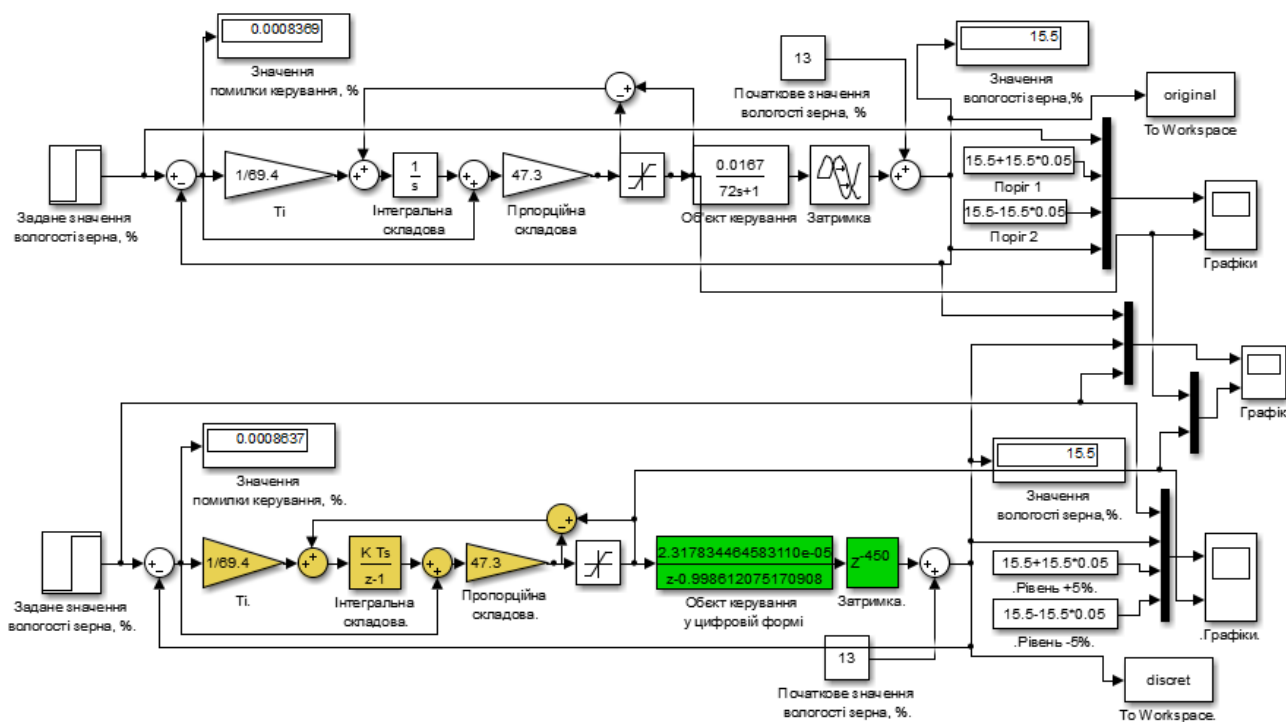 0.0008369
Значення
помилки керування, %
13
Початкове значення
вологості зерна, %
15.5
Значення
вологості зерна,%
original
To Workspace
Задане значення
вологості зерна, %
+
−
1/69.4
Ti
+
+
1
s
Інтегральна
складова
+
+
47.3
Прпорційна
складова
−
+
0.0167
72s+1
Об'єкт керування
Затримка
+
+
15.5+15.5*0.05
Поріг 1
15.5-15.5*0.05
Поріг 2
Графіки
Графік
0.0008637
Значення
помилки керування, %.
15.5
Значення
вологості зерна,%.
Задане значення
вологості зерна, %.
+
−
1/69.4
Ti.
+
+
K Ts
z-1
Інтегральна
складова.
+
+
47.3
Пропорційна
складова.
−
+
2.317834464583110e-05
z-0.998612075170908
Обєкт керування
у цифровій формі
z-450
Затримка.
+
+
15.5+15.5*0.05
.Рівень +5%.
15.5-15.5*0.05
.Рівень -5%.
.Графіки.
13
Початкове значення
вологості зерна, %.
discret
To Workspace.